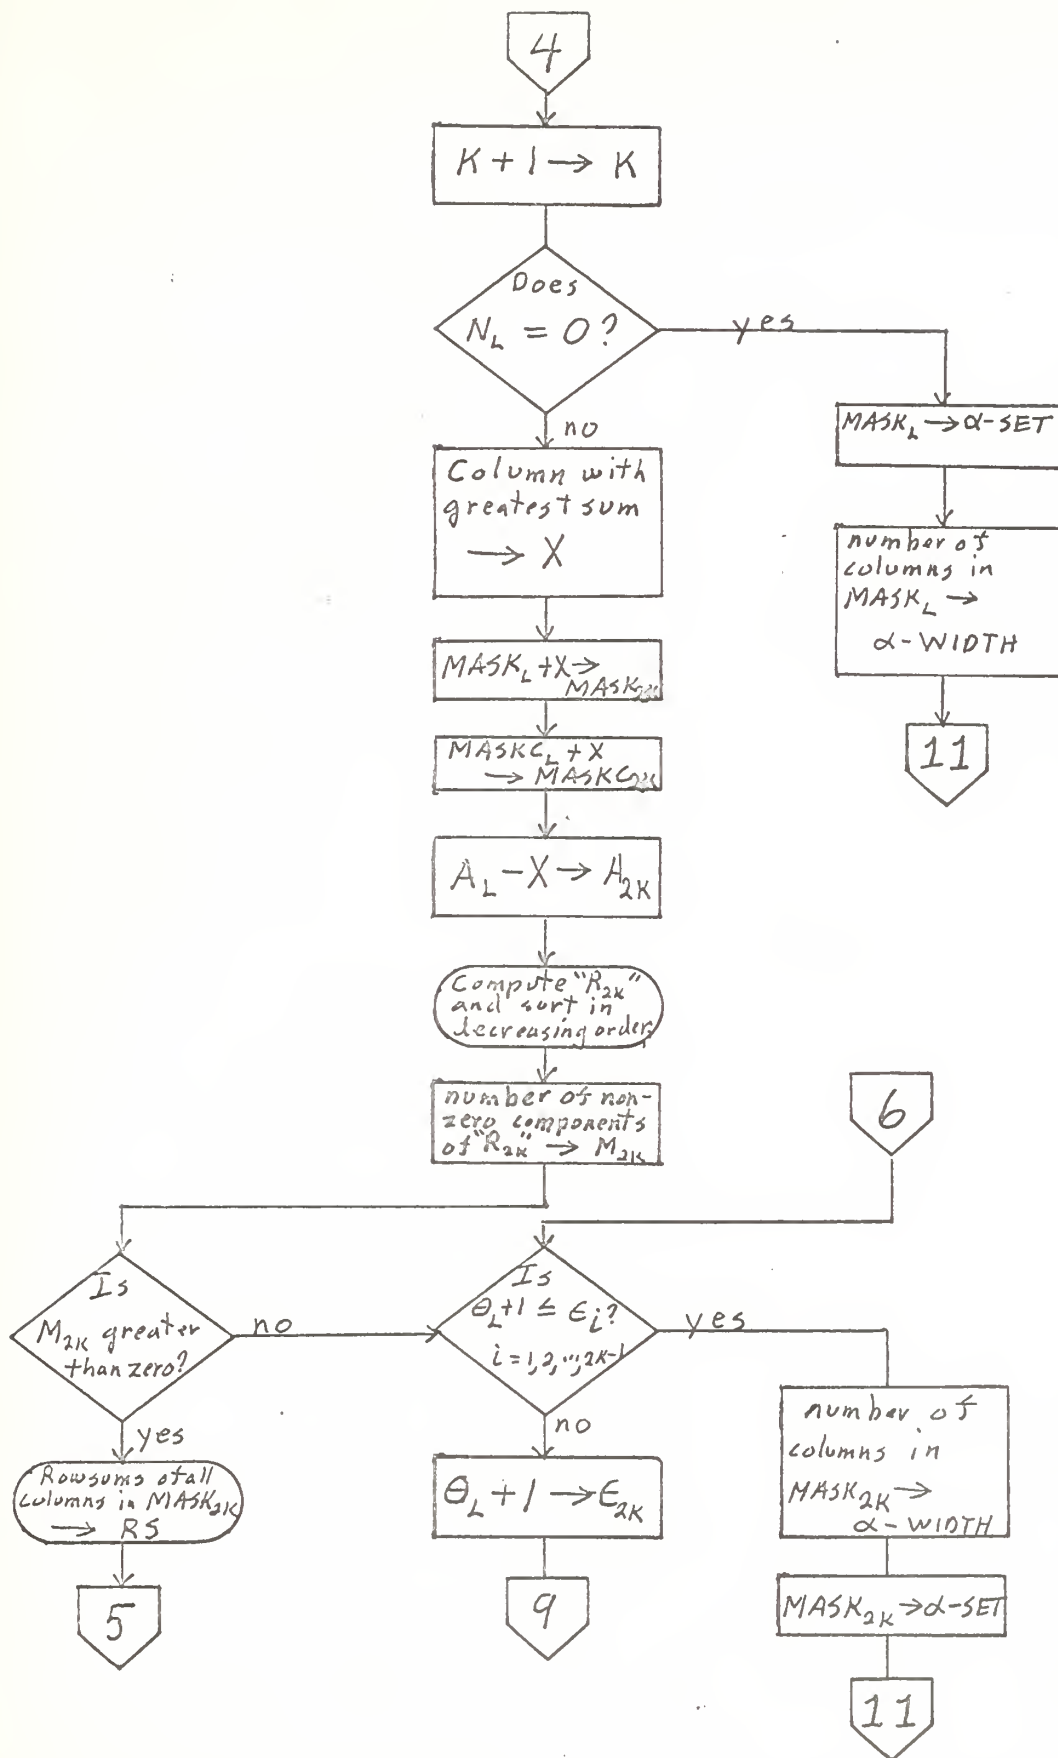 4
K + 1 → K
Does
N_L = 0?
yes
no
MASK_L → α-SET
number of
columns in
MASK_L →
α-WIDTH
11
Column with
greatest sum
→ X
MASK_L + X →
MASK_2K
MASKC_L + X
→ MASKC_2K
A_L − X → A_2K
Compute "R_2K"
and sort in
decreasing order
number of non-
zero components
of "R_2K" → M_2K
6
Is
M_2K greater
than zero?
no
yes
Is
Θ_L + 1 ≤ ϵ_i?
i = 1, 2, ..., 2K-1
yes
no
Row sums of all
columns in MASK_2K
→ RS
5
Θ_L + 1 → ϵ_2K
9
number of
columns in
MASK_2K →
α-WIDTH
MASK_2K → α-SET
11